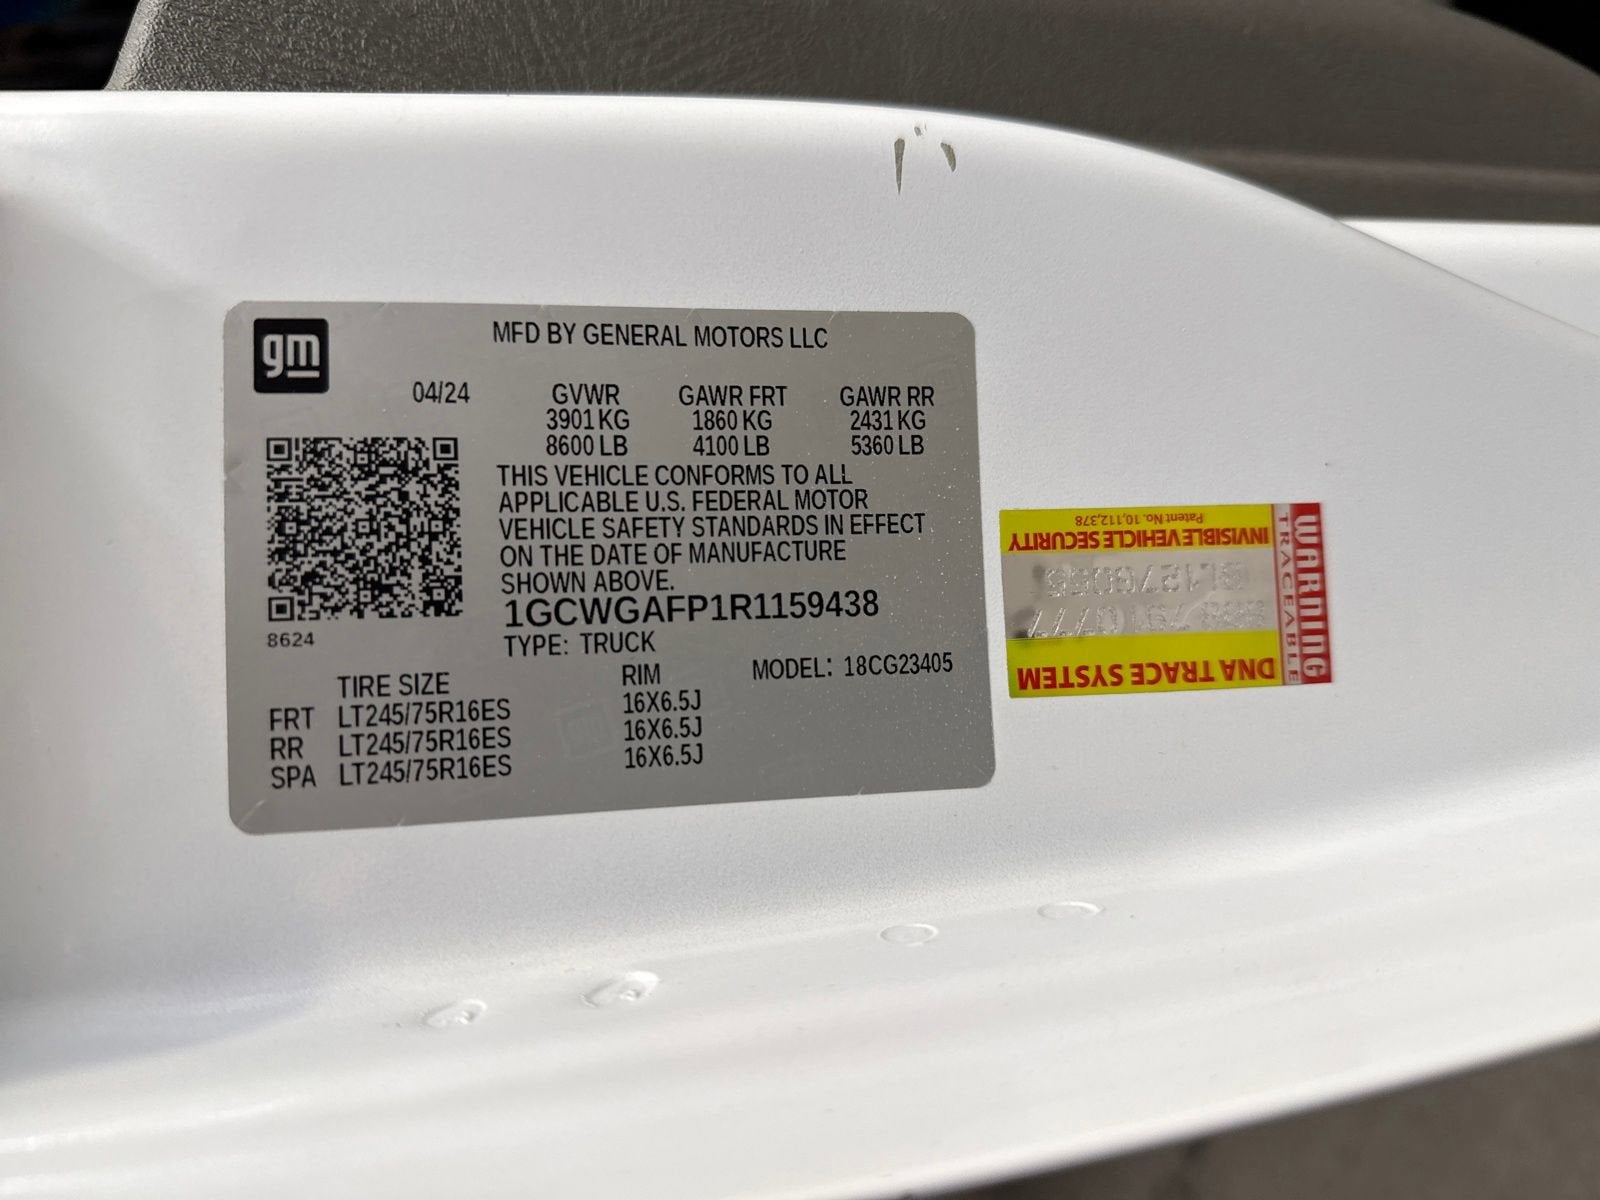 gm
MFD BY GENERAL MOTORS LLC
04/24 GVWR GAWR FRT GAWR RR
3901 KG 1860 KG 2431 KG
8600 LB 4100 LB 5360 LB
THIS VEHICLE CONFORMS TO ALL
APPLICABLE U.S. FEDERAL MOTOR
VEHICLE SAFETY STANDARDS IN EFFECT
ON THE DATE OF MANUFACTURE
SHOWN ABOVE.
1GCWGAFP1R1159438
8624
TYPE: TRUCK
MODEL: 18CG23405
TIRE SIZE RIM
FRT LT245/75R16ES 16X6.5J
RR LT245/75R16ES 16X6.5J
SPA LT245/75R16ES 16X6.5J
WARNING
TRACEABLE
DNA TRACE SYSTEM
INVISIBLE VEHICLE SECURITY
Patent No. 10,112,378